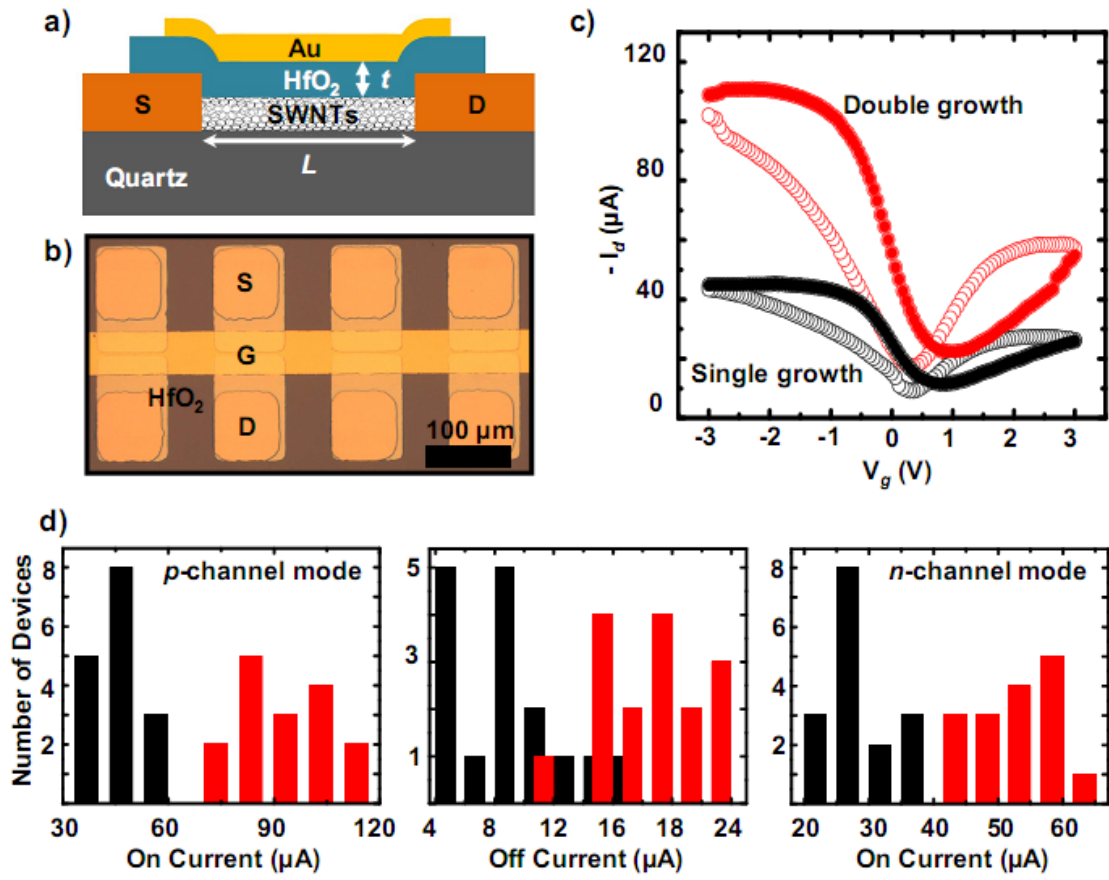 a)
Au
HfO₂ t
S D
SWNTs
L
Quartz
b)
S
G
HfO₂
D
100 µm
c)
120
80
40
0
- I_d (µA)
Double growth
Single growth
-3 -2 -1 0 1 2 3
V_g (V)
d)
Number of Devices
8
6
4
2
p-channel mode
30 60 90 120
On Current (µA)
5
3
1
4 8 12 16 18 24
Off Current (µA)
8
6
4
2
n-channel mode
20 30 40 50 60
On Current (µA)